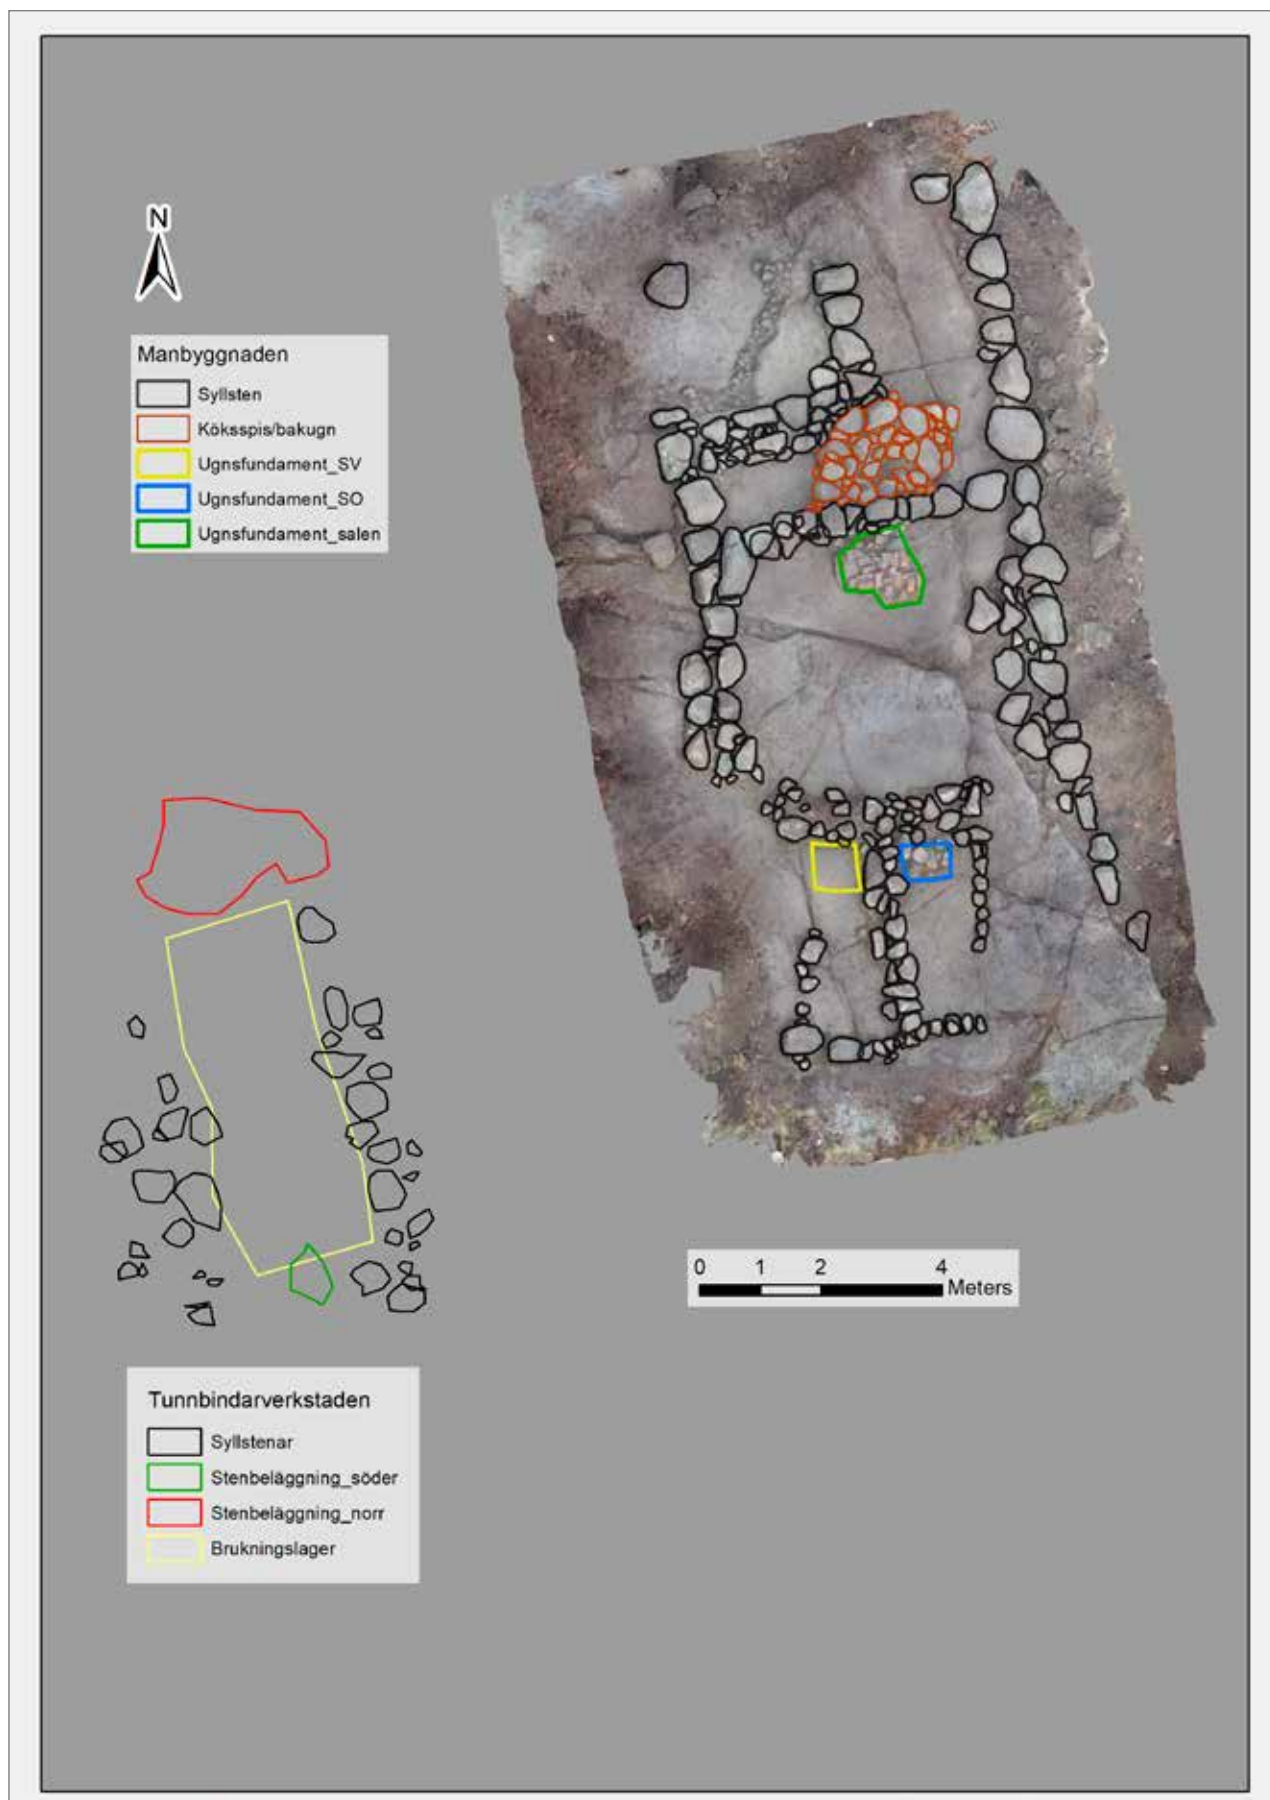 N
Manbyggnaden
Syllsten
Köksspis/bakugn
Ugnsfundament_SV
Ugnsfundament_SO
Ugnsfundament_salen
0 1 2 4
Meters
Tunnbindarverkstaden
Syllstenar
Stenbeläggning_söder
Stenbeläggning_norr
Brukningslager